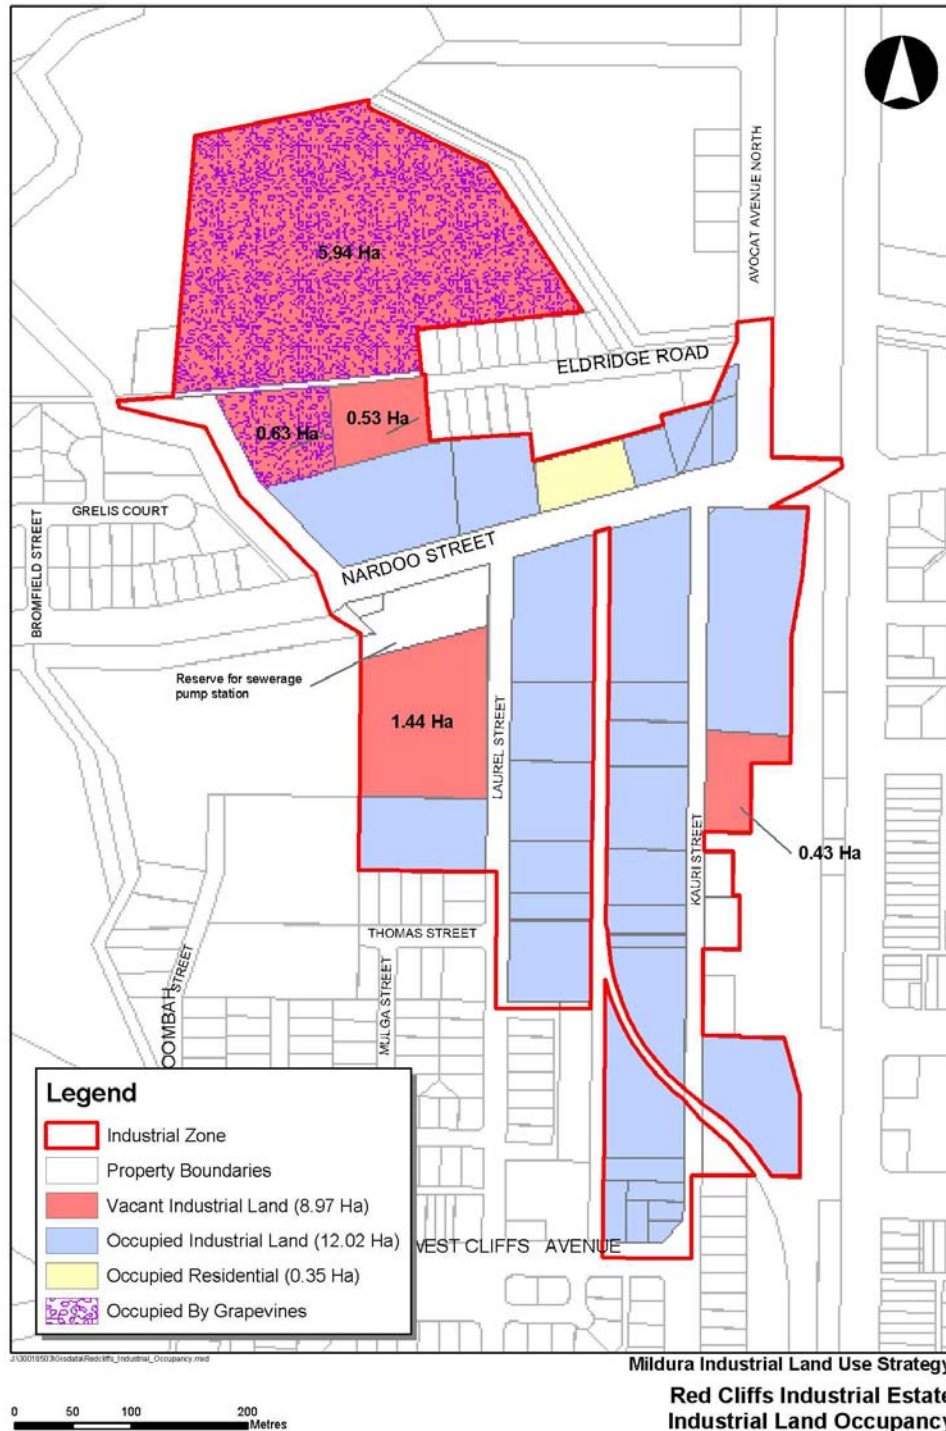 AVOCAT AVENUE NORTH
5.94 Ha
ELDRIDGE ROAD
0.53 Ha
0.63 Ha
GRELIS COURT
BROMFIELD STREET
NARDOO STREET
Reserve for sewerage
pump station
1.44 Ha
LAUREL STREET
KAURI STREET
0.43 Ha
THOMAS STREET
MULGA STREET
OOMBAH STREET
WEST CLIFFS AVENUE
Legend
Industrial Zone
Property Boundaries
Vacant Industrial Land (8.97 Ha)
Occupied Industrial Land (12.02 Ha)
Occupied Residential (0.35 Ha)
Occupied By Grapevines
Mildura Industrial Land Use Strategy
Red Cliffs Industrial Estate
Industrial Land Occupancy
0 50 100 200
Metres